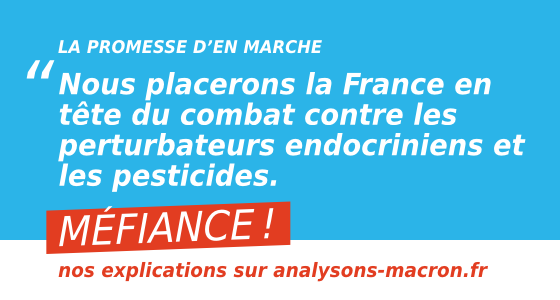 LA PROMESSE D’EN MARCHE
“ Nous placerons la France en
tête du combat contre les
perturbateurs endocriniens et
les pesticides.
MÉFIANCE !
nos explications sur analysons-macron.fr